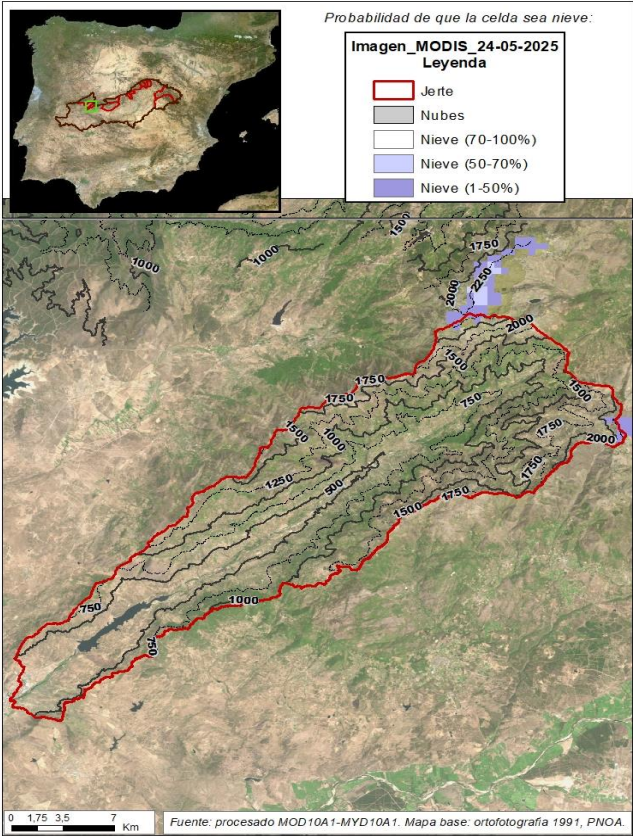 Probabilidad de que la celda sea nieve:
Imagen_MODIS_24-05-2025
Leyenda
Jerte
Nubes
Nieve (70-100%)
Nieve (50-70%)
Nieve (1-50%)
1500
1750
1000
1000
2250
2000
2000
1500
1750
1750
1500
750
1500
1000
1750
2000
1250
500
1750
1750
1500
1000
750
750
0 1,75 3,5 7
Km
Fuente: procesado MOD10A1-MYD10A1. Mapa base: ortofotografia 1991, PNOA.